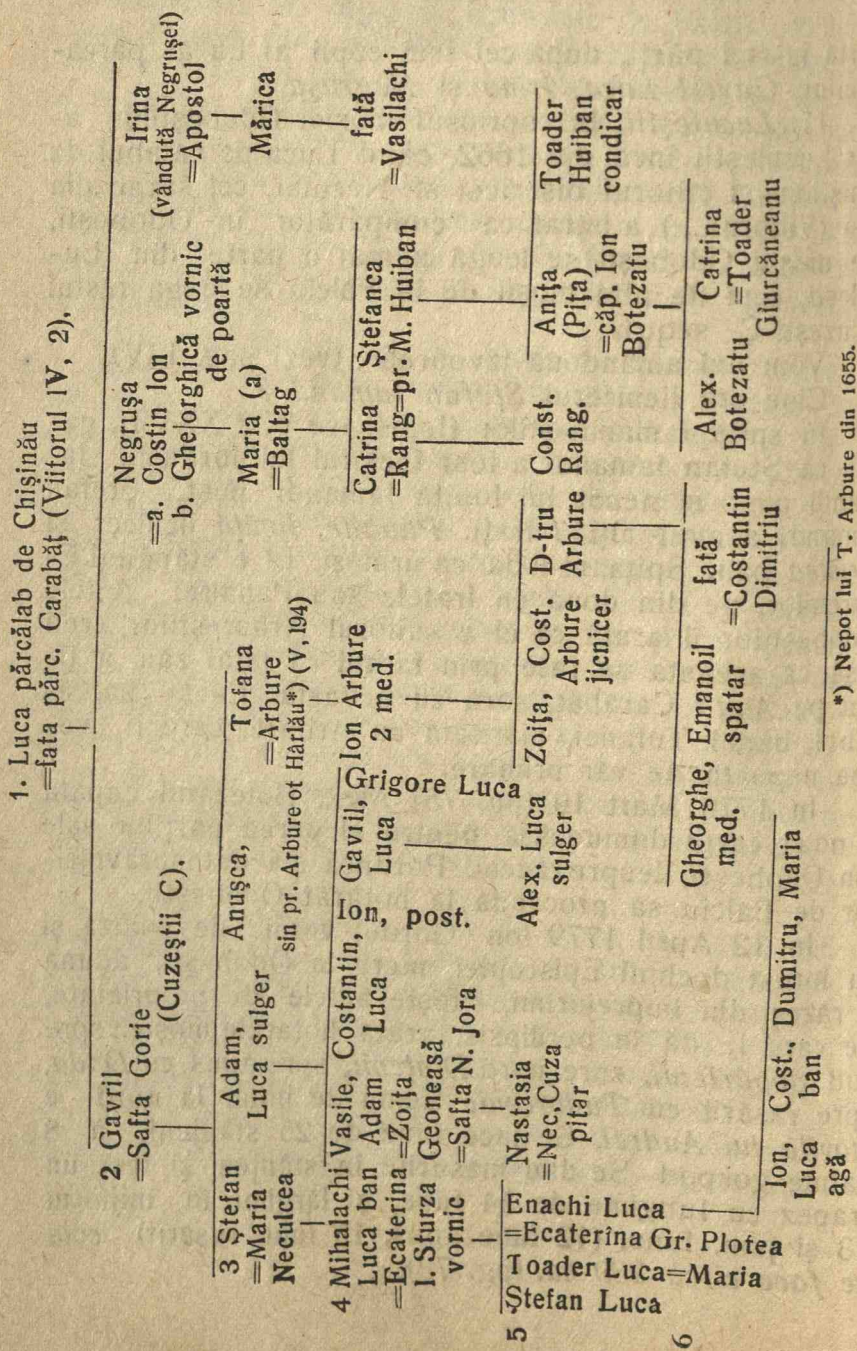 1. Luca părcălab de Chişinău
=fata părc. Carabăţ (Viitorul IV, 2).
2 Gavril
=Safta Gorie
(Cuzeştii C).
Negruşa
=a. Costin Ion
b. Gheorghică vornic
de poartă
Irina
(vândută Negruşei)
=Apostol
3 Ştefan
=Maria
Neculcea
Adam,
Luca sulger
Anuşca,
Tofana
=Arbure
sin pr. Arbure ot Hârlău*) (V, 194)
Maria (a)
=Baltag
Mărica
4 Mihalachi
Luca ban
=Ecaterina
I. Sturza
vornic
Vasile,
Adam
=Zoiţa
Geoneasă
=Safta N. Jora
Costantin,
Luca
Ion, post.
Gavriil,
Luca
Grigore Luca
Ion Arbure
2 med.
Catrina
=Rang
Ştefanca
=pr. M. Huiban
fată
=Vasilachi
5
Enachi Luca
=Ecaterina Gr. Plotea
Toader Luca=Maria
Ştefan Luca
Nastasia
=Nec, Cuza
pitar
Alex. Luca
sulger
Zoiţa,
Cost.
Arbure
jicnicer
D-tru
Arbure
Const.
Rang.
Aniţa
(Piţa)
=căp. Ion
Botezatu
Toader
Huiban
condicar
6
Ion,
Luca
agă
Cost.,
ban
Dumitru,
Maria
Gheorghe,
med.
Emanoil
spatar
fată
=Costantin
Dimitriu
Alex.
Botezatu
Catrina
=Toader
Giurcăneanu
*) Nepot lui T. Arbure din 1655.